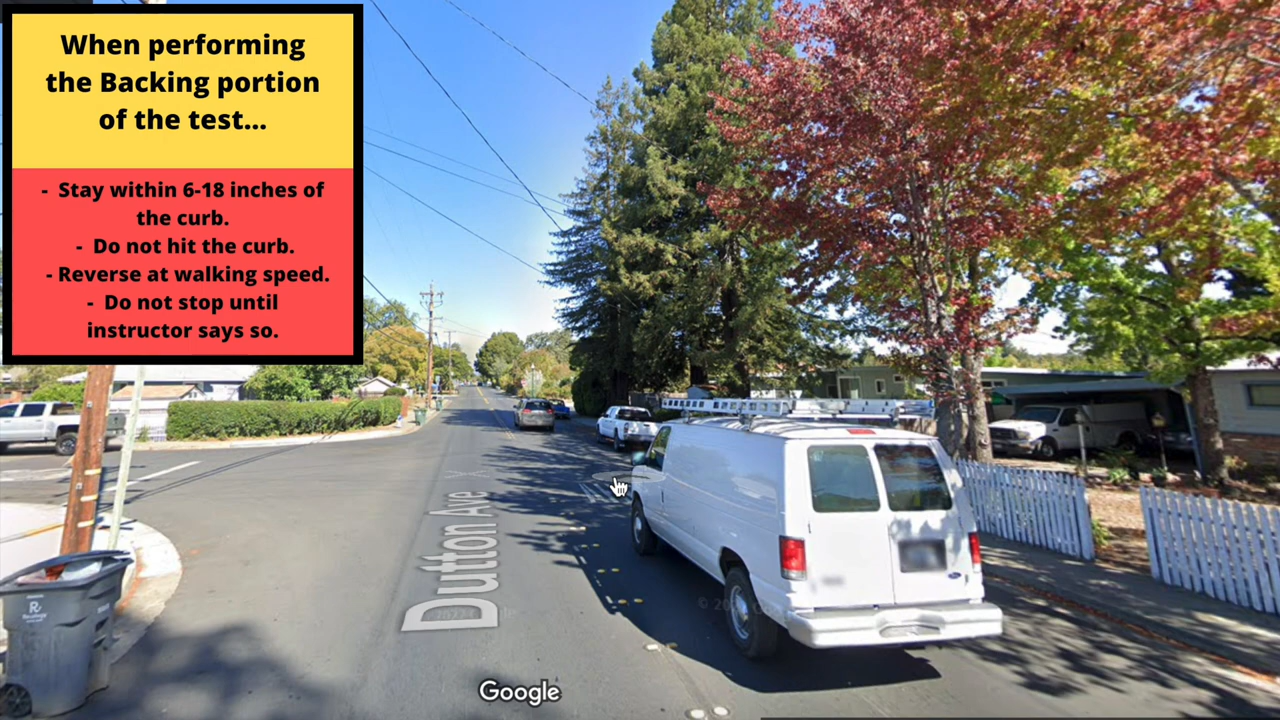 When performing
the Backing portion
of the test...
- Stay within 6-18 inches of
the curb.
- Do not hit the curb.
- Reverse at walking speed.
- Do not stop until
instructor says so.
Dutton Ave
Google